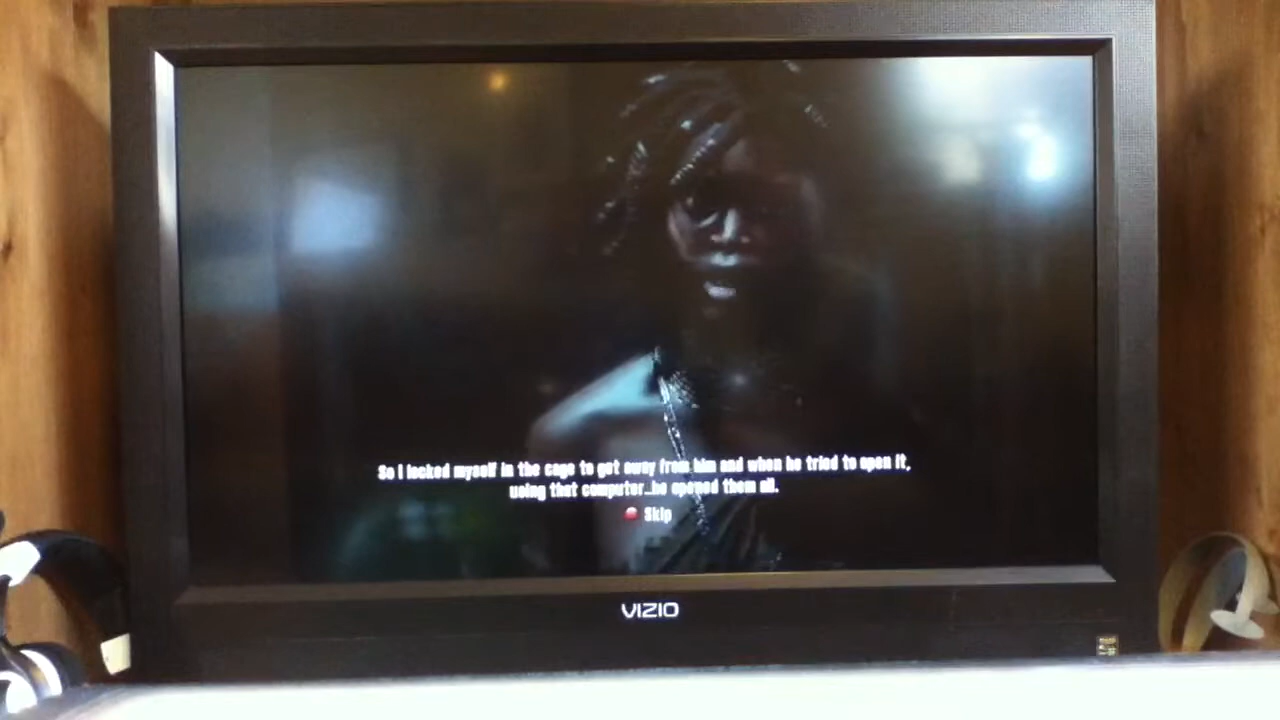 So I locked myself in the cage to get away from him and when he tried to open it,
using that computer...he opened them all.
Skip
VIZIO